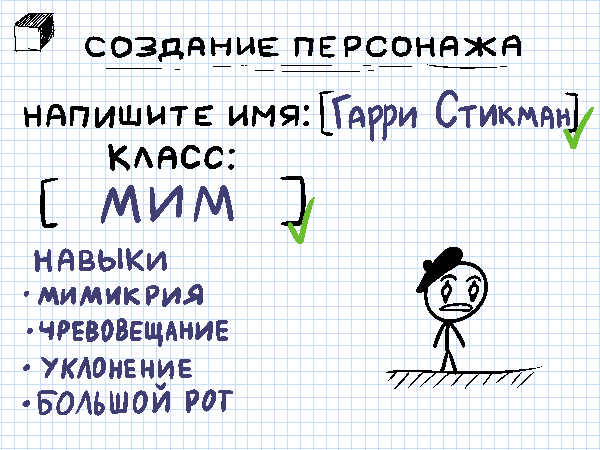 СОЗДАНИЕ ПЕРСОНАЖА
НАПИШИТЕ ИМЯ: [Гарри Стикман]
КЛАСС:
[ МИМ ]
НАВЫКИ
• МИМИКРИЯ
• ЧРЕВОВЕЩАНИЕ
• УКЛОНЕНИЕ
• БОЛЬШОЙ РОТ